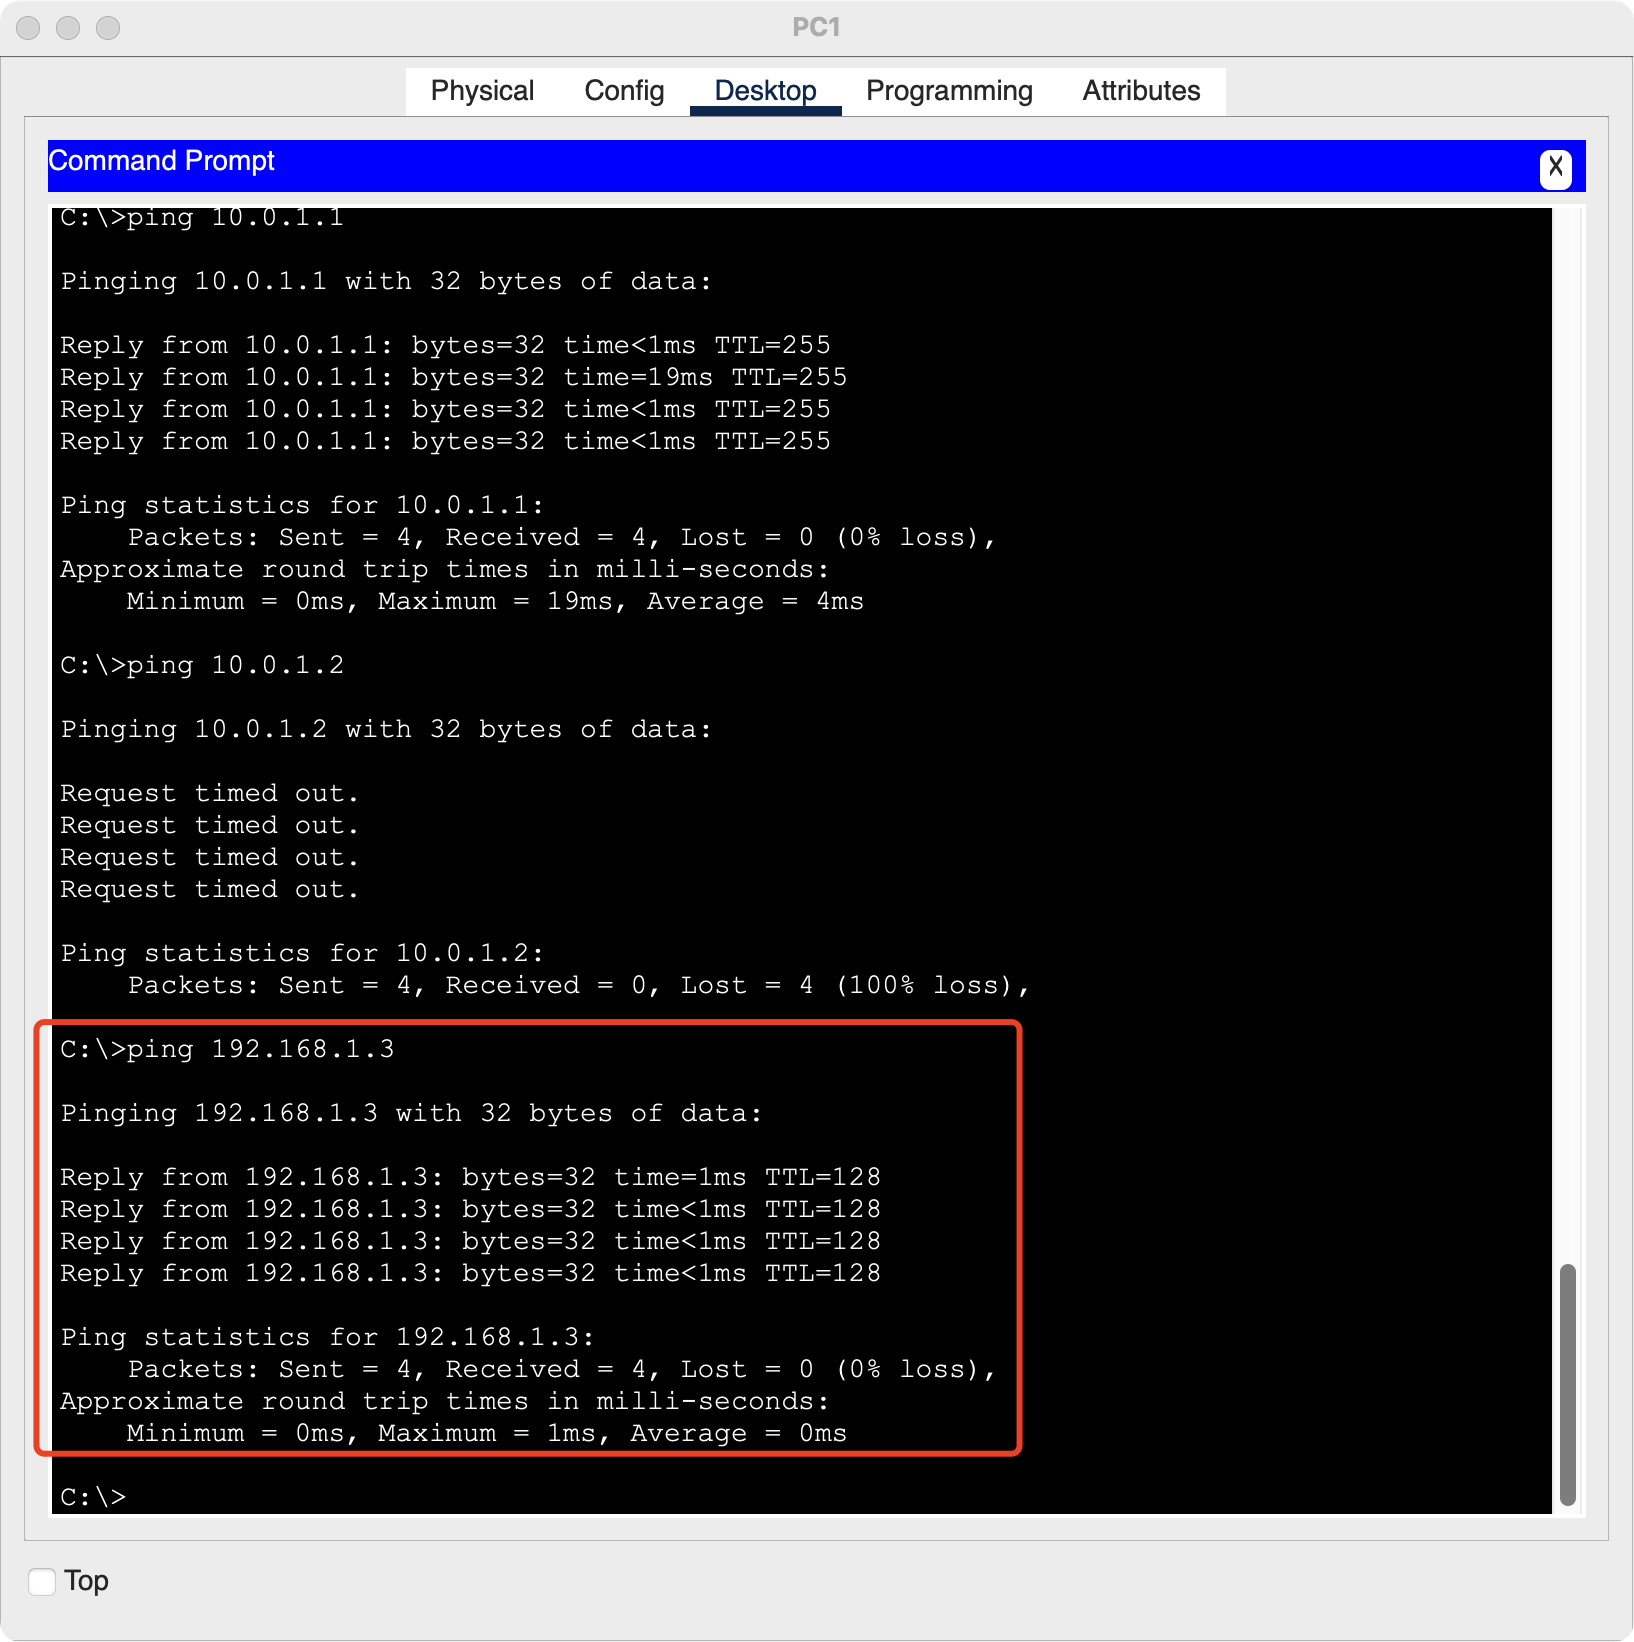 PC1
Physical Config Desktop Programming Attributes
Command Prompt
X
C:\>ping 10.0.1.1
Pinging 10.0.1.1 with 32 bytes of data:
Reply from 10.0.1.1: bytes=32 time<1ms TTL=255
Reply from 10.0.1.1: bytes=32 time=19ms TTL=255
Reply from 10.0.1.1: bytes=32 time<1ms TTL=255
Reply from 10.0.1.1: bytes=32 time<1ms TTL=255
Ping statistics for 10.0.1.1:
Packets: Sent = 4, Received = 4, Lost = 0 (0% loss),
Approximate round trip times in milli-seconds:
Minimum = 0ms, Maximum = 19ms, Average = 4ms
C:\>ping 10.0.1.2
Pinging 10.0.1.2 with 32 bytes of data:
Request timed out.
Request timed out.
Request timed out.
Request timed out.
Ping statistics for 10.0.1.2:
Packets: Sent = 4, Received = 0, Lost = 4 (100% loss),
C:\>ping 192.168.1.3
Pinging 192.168.1.3 with 32 bytes of data:
Reply from 192.168.1.3: bytes=32 time=1ms TTL=128
Reply from 192.168.1.3: bytes=32 time<1ms TTL=128
Reply from 192.168.1.3: bytes=32 time<1ms TTL=128
Reply from 192.168.1.3: bytes=32 time<1ms TTL=128
Ping statistics for 192.168.1.3:
Packets: Sent = 4, Received = 4, Lost = 0 (0% loss),
Approximate round trip times in milli-seconds:
Minimum = 0ms, Maximum = 1ms, Average = 0ms
C:\>
Top